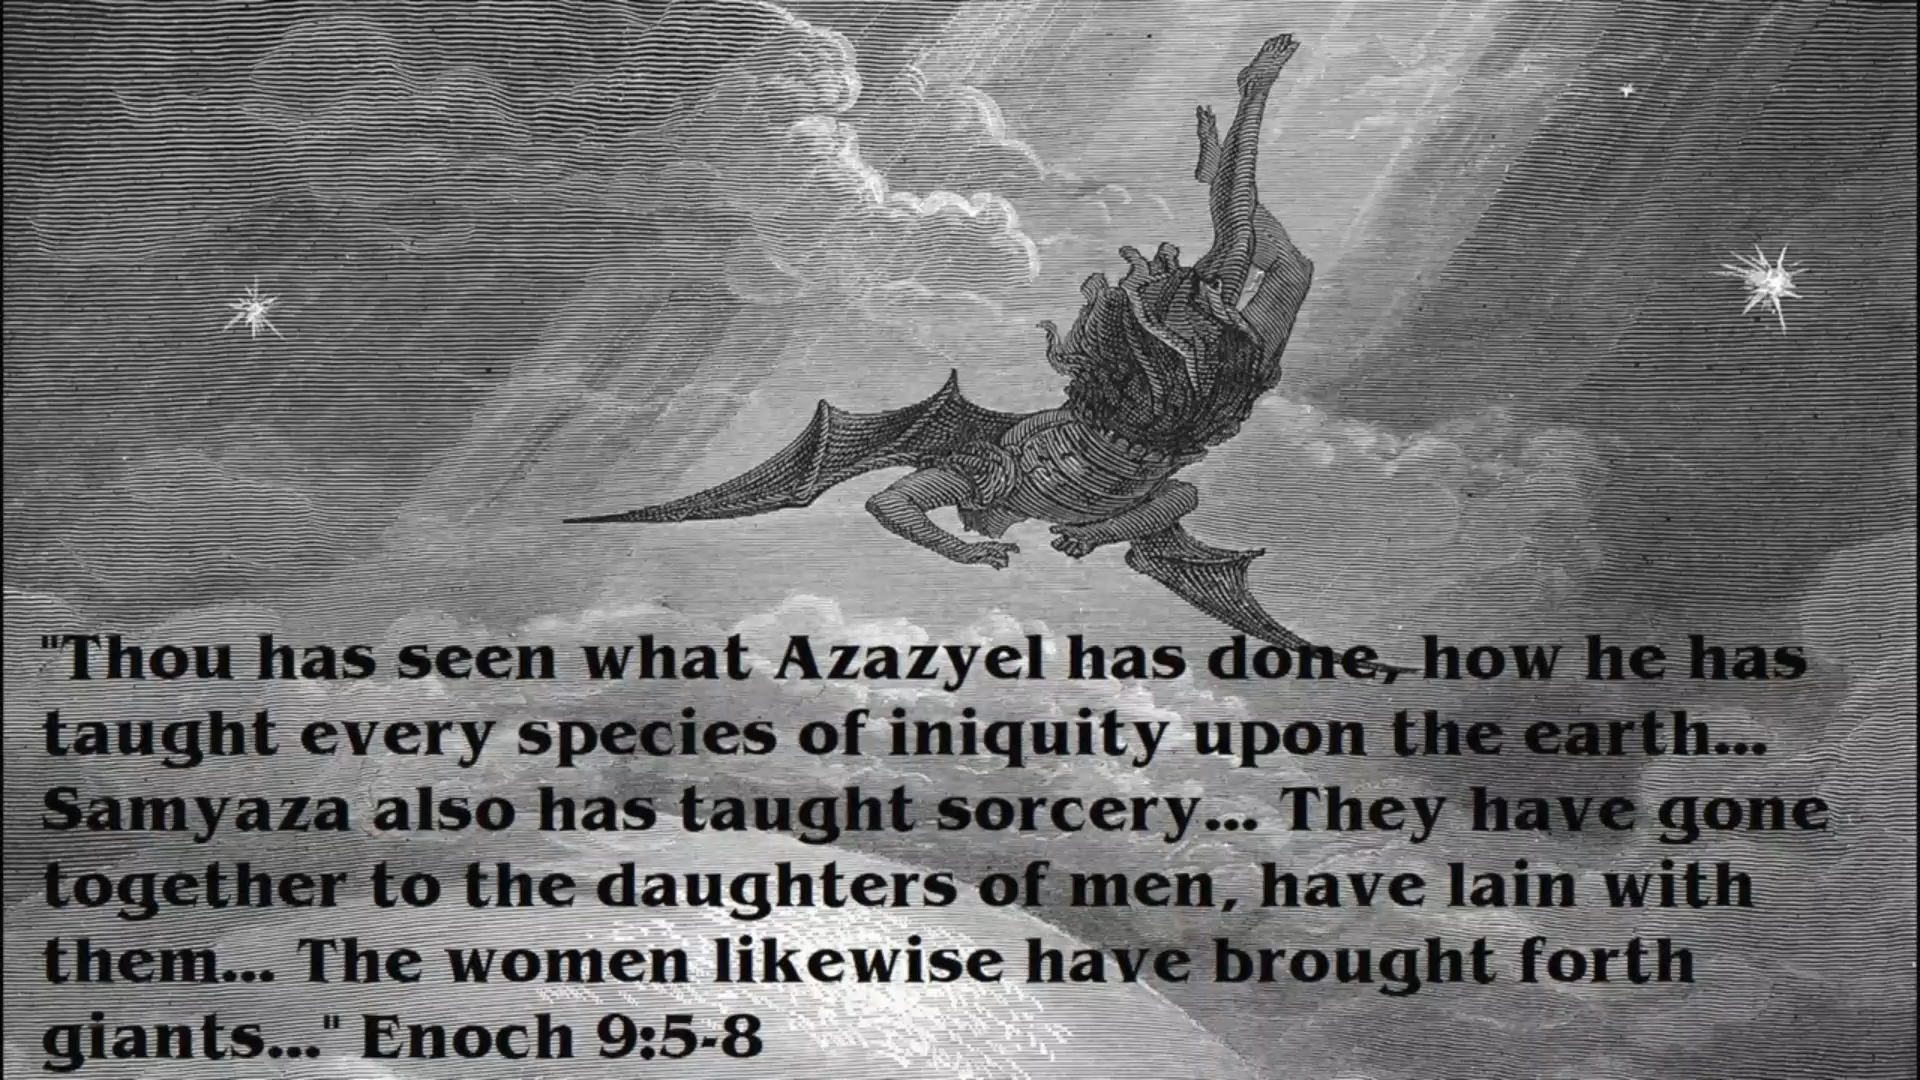 "Thou has seen what Azazyel has done, how he has
taught every species of iniquity upon the earth...
Samyaza also has taught sorcery... They have gone
together to the daughters of men, have lain with
them... The women likewise have brought forth
giants..." Enoch 9:5-8